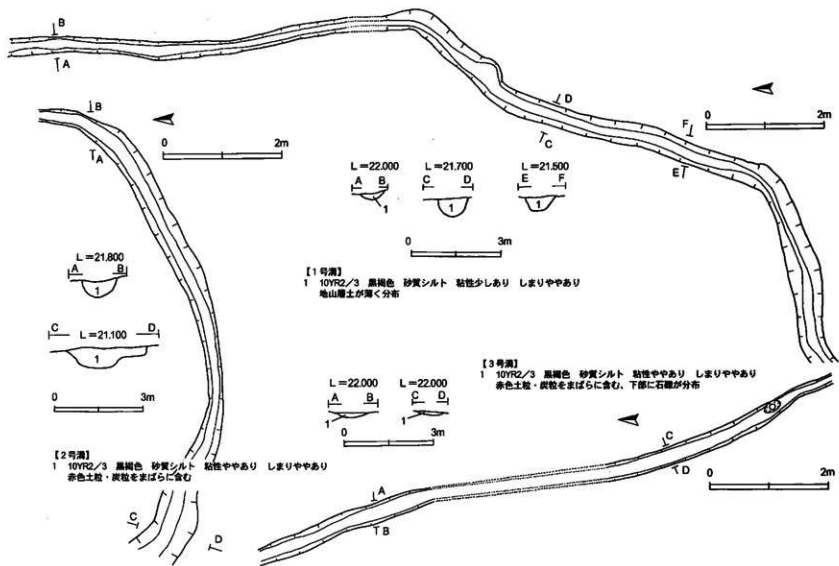 B
A
D
C
F
E
0 2m
B
A
0 2m
L=22.000
A B
1
L=21.700
C D
1
L=21.500
E F
1
0 3m
【1号溝】
1 10YR2/3 黒褐色 砂質シルト 粘性少しあり しまりややあり
地山層土が薄く分布
L=21.800
A B
1
L=21.100
C D
1
0 3m
【2号溝】
1 10YR2/3 黒褐色 砂質シルト 粘性ややあり しまりややあり
赤色土粒・炭粒をまばらに含む
C
D
【3号溝】
1 10YR2/3 黒褐色 砂質シルト 粘性ややあり しまりややあり
赤色土粒・炭粒をまばらに含む、下部に石礫が分布
L=22.000
A B
1
L=22.000
C D
1
0 3m
C
D
A
B
0 2m